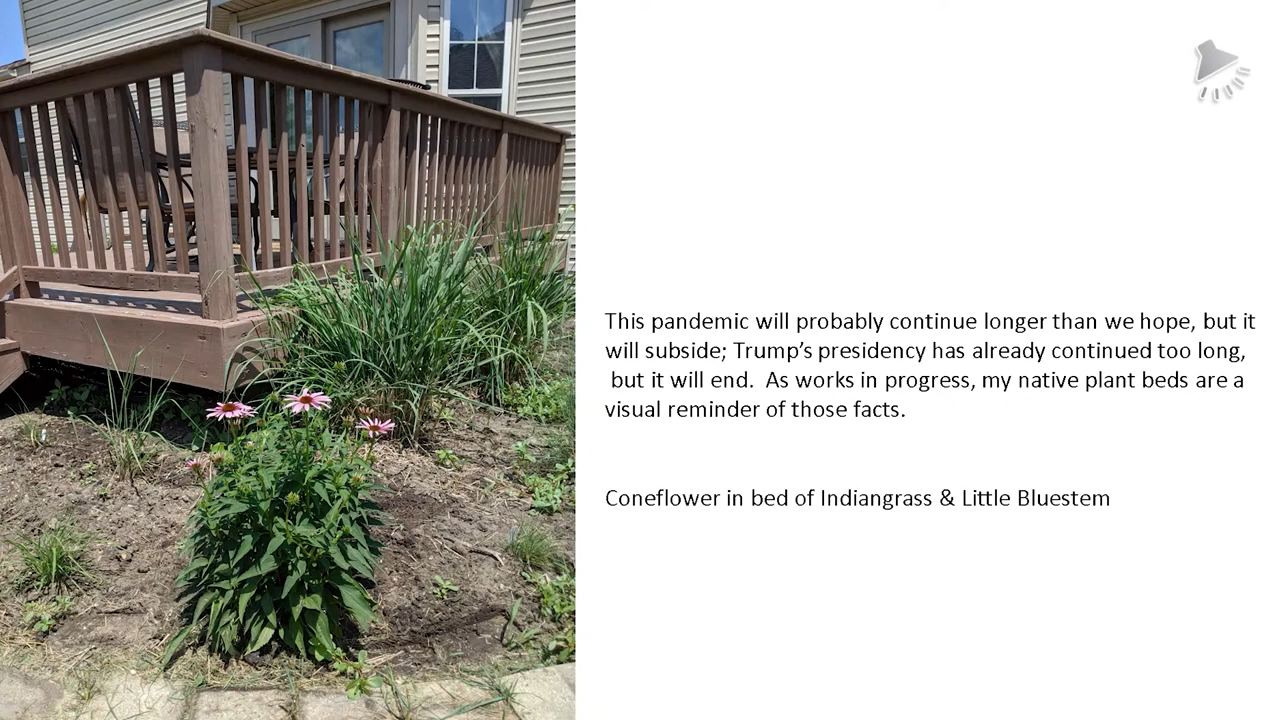 This pandemic will probably continue longer than we hope, but it
will subside; Trump’s presidency has already continued too long,
but it will end.  As works in progress, my native plant beds are a
visual reminder of those facts.
Coneflower in bed of Indiangrass & Little Bluestem